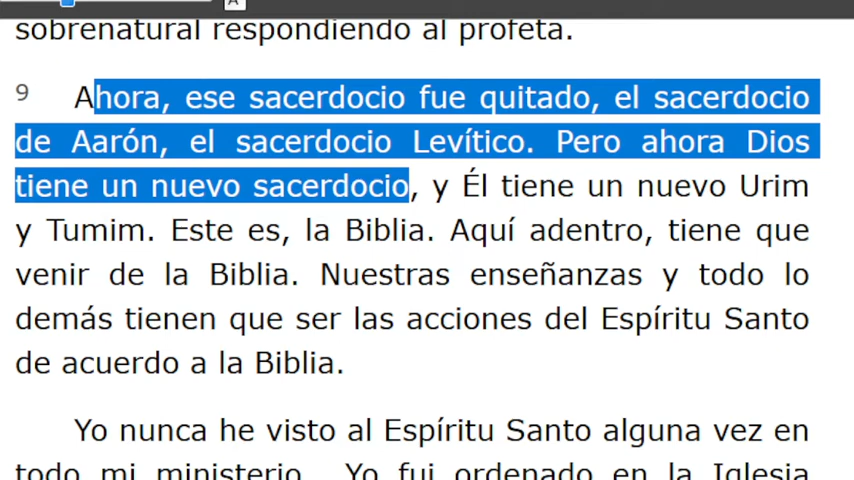 A
sobrenatural respondiendo al profeta.
9 Ahora, ese sacerdocio fue quitado, el sacerdocio
de Aarón, el sacerdocio Levítico. Pero ahora Dios
tiene un nuevo sacerdocio, y Él tiene un nuevo Urim
y Tumim. Este es, la Biblia. Aquí adentro, tiene que
venir de la Biblia. Nuestras enseñanzas y todo lo
demás tienen que ser las acciones del Espíritu Santo
de acuerdo a la Biblia.
Yo nunca he visto al Espíritu Santo alguna vez en
todo mi ministerio. Yo fui ordenado en la Iglesia